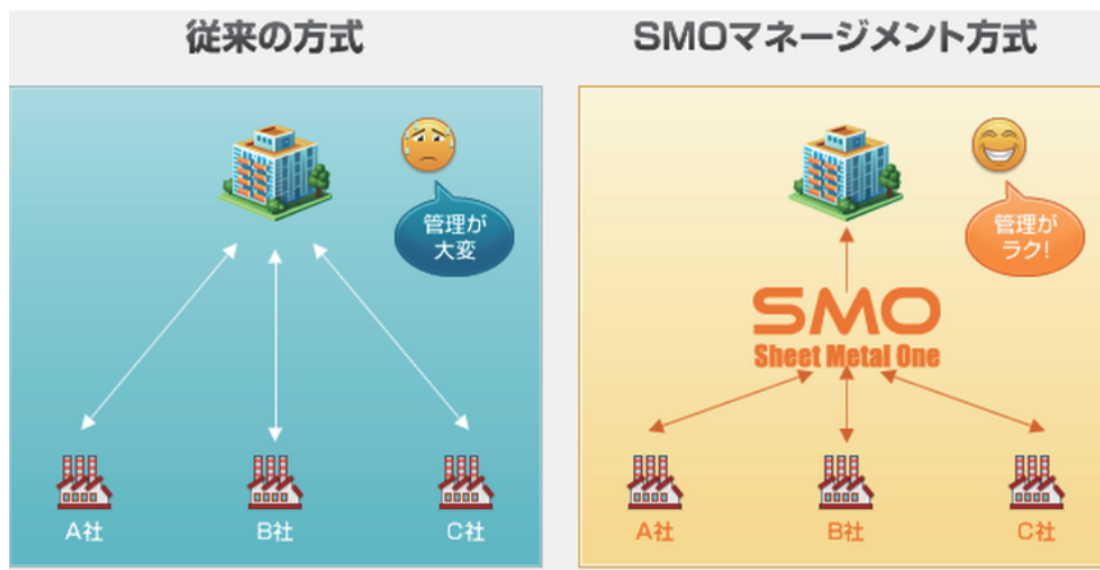 従来の方式
SMOマネージメント方式
管理が
大変
A社
B社
C社
管理が
ラク!
SMO
Sheet Metal One
A社
B社
C社